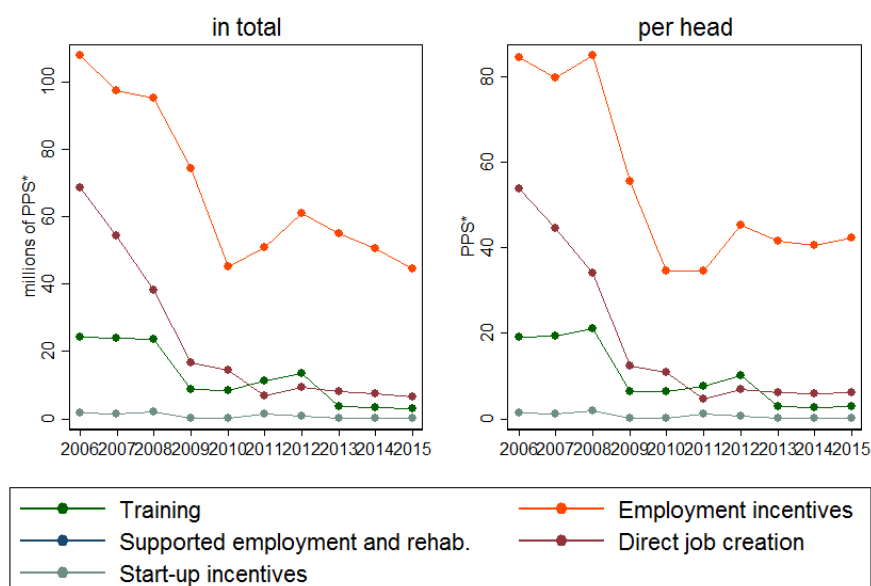 in total
per head
millions of PPS*
100
80
60
40
20
0
2006 2007 2008 2009 2010 2011 2012 2013 2014 2015
PPS*
80
60
40
20
0
2006 2007 2008 2009 2010 2011 2012 2013 2014 2015
Training
Employment incentives
Supported employment and rehab.
Direct job creation
Start-up incentives